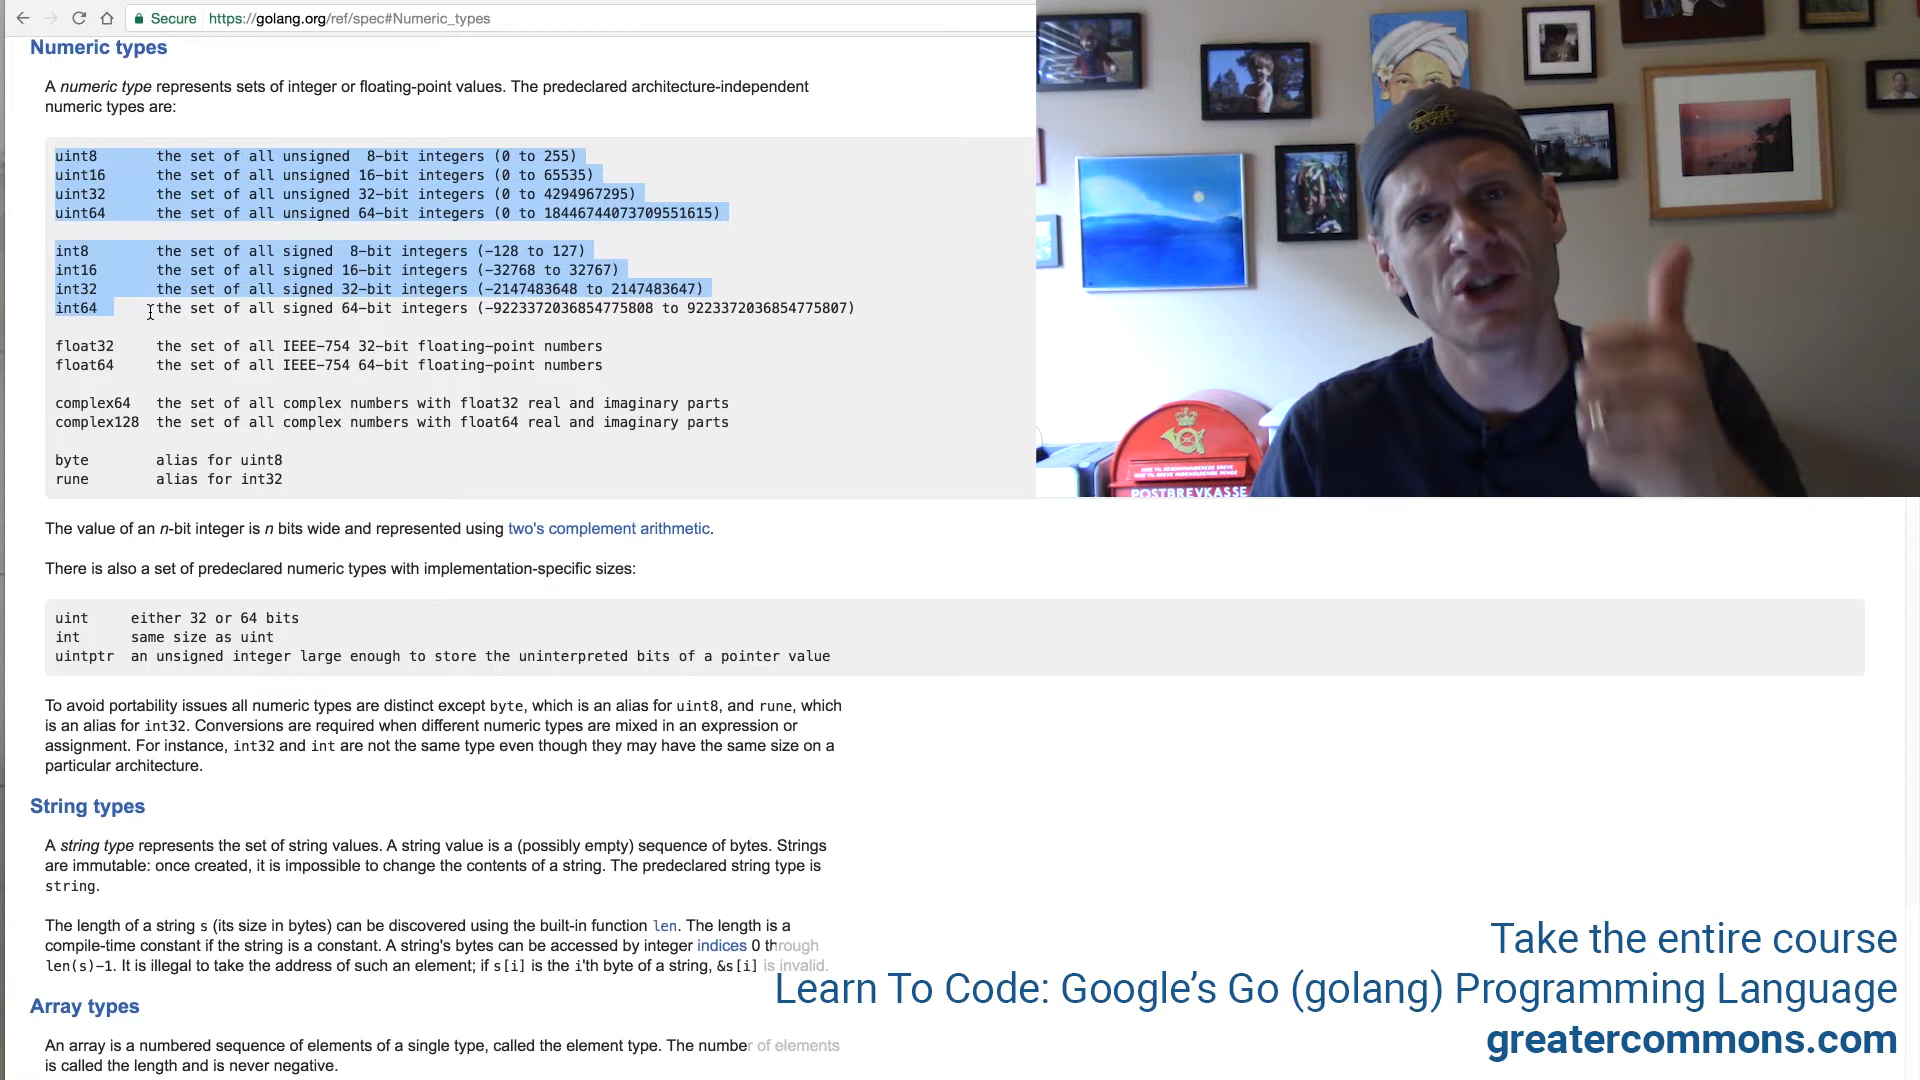 Secure https://golang.org/ref/spec#Numeric_types
Numeric types
A numeric type represents sets of integer or floating-point values. The predeclared architecture-independent
numeric types are:
uint8 the set of all unsigned 8-bit integers (0 to 255)
uint16 the set of all unsigned 16-bit integers (0 to 65535)
uint32 the set of all unsigned 32-bit integers (0 to 4294967295)
uint64 the set of all unsigned 64-bit integers (0 to 18446744073709551615)
int8 the set of all signed 8-bit integers (-128 to 127)
int16 the set of all signed 16-bit integers (-32768 to 32767)
int32 the set of all signed 32-bit integers (-2147483648 to 2147483647)
int64 the set of all signed 64-bit integers (-9223372036854775808 to 9223372036854775807)
float32 the set of all IEEE-754 32-bit floating-point numbers
float64 the set of all IEEE-754 64-bit floating-point numbers
complex64 the set of all complex numbers with float32 real and imaginary parts
complex128 the set of all complex numbers with float64 real and imaginary parts
byte alias for uint8
rune alias for int32
POSTBREVKASSE
The value of an n-bit integer is n bits wide and represented using two's complement arithmetic.
There is also a set of predeclared numeric types with implementation-specific sizes:
uint either 32 or 64 bits
int same size as uint
uintptr an unsigned integer large enough to store the uninterpreted bits of a pointer value
To avoid portability issues all numeric types are distinct except byte, which is an alias for uint8, and rune, which
is an alias for int32. Conversions are required when different numeric types are mixed in an expression or
assignment. For instance, int32 and int are not the same type even though they may have the same size on a
particular architecture.
String types
A string type represents the set of string values. A string value is a (possibly empty) sequence of bytes. Strings
are immutable: once created, it is impossible to change the contents of a string. The predeclared string type is
string.
The length of a string s (its size in bytes) can be discovered using the built-in function len. The length is a
compile-time constant if the string is a constant. A string's bytes can be accessed by integer indices 0 through
len(s)-1. It is illegal to take the address of such an element; if s[i] is the i'th byte of a string, &s[i] is invalid.
Array types
An array is a numbered sequence of elements of a single type, called the element type. The number of elements
is called the length and is never negative.
Take the entire course
Learn To Code: Google’s Go (golang) Programming Language
greatercommons.com